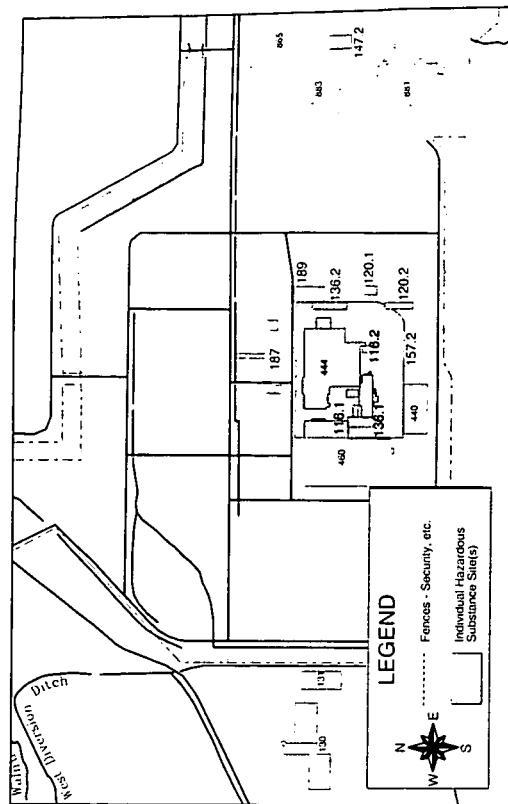 Waln
West Diversion Ditch
865
147.2
883
881
189
136.2
120.1
120.2
187
444
116.2
157.2
116.1
136.1
440
460
131
130
LEGEND
N
W E
S
Fences - Security, etc.
Individual Hazardous
Substance Site(s)